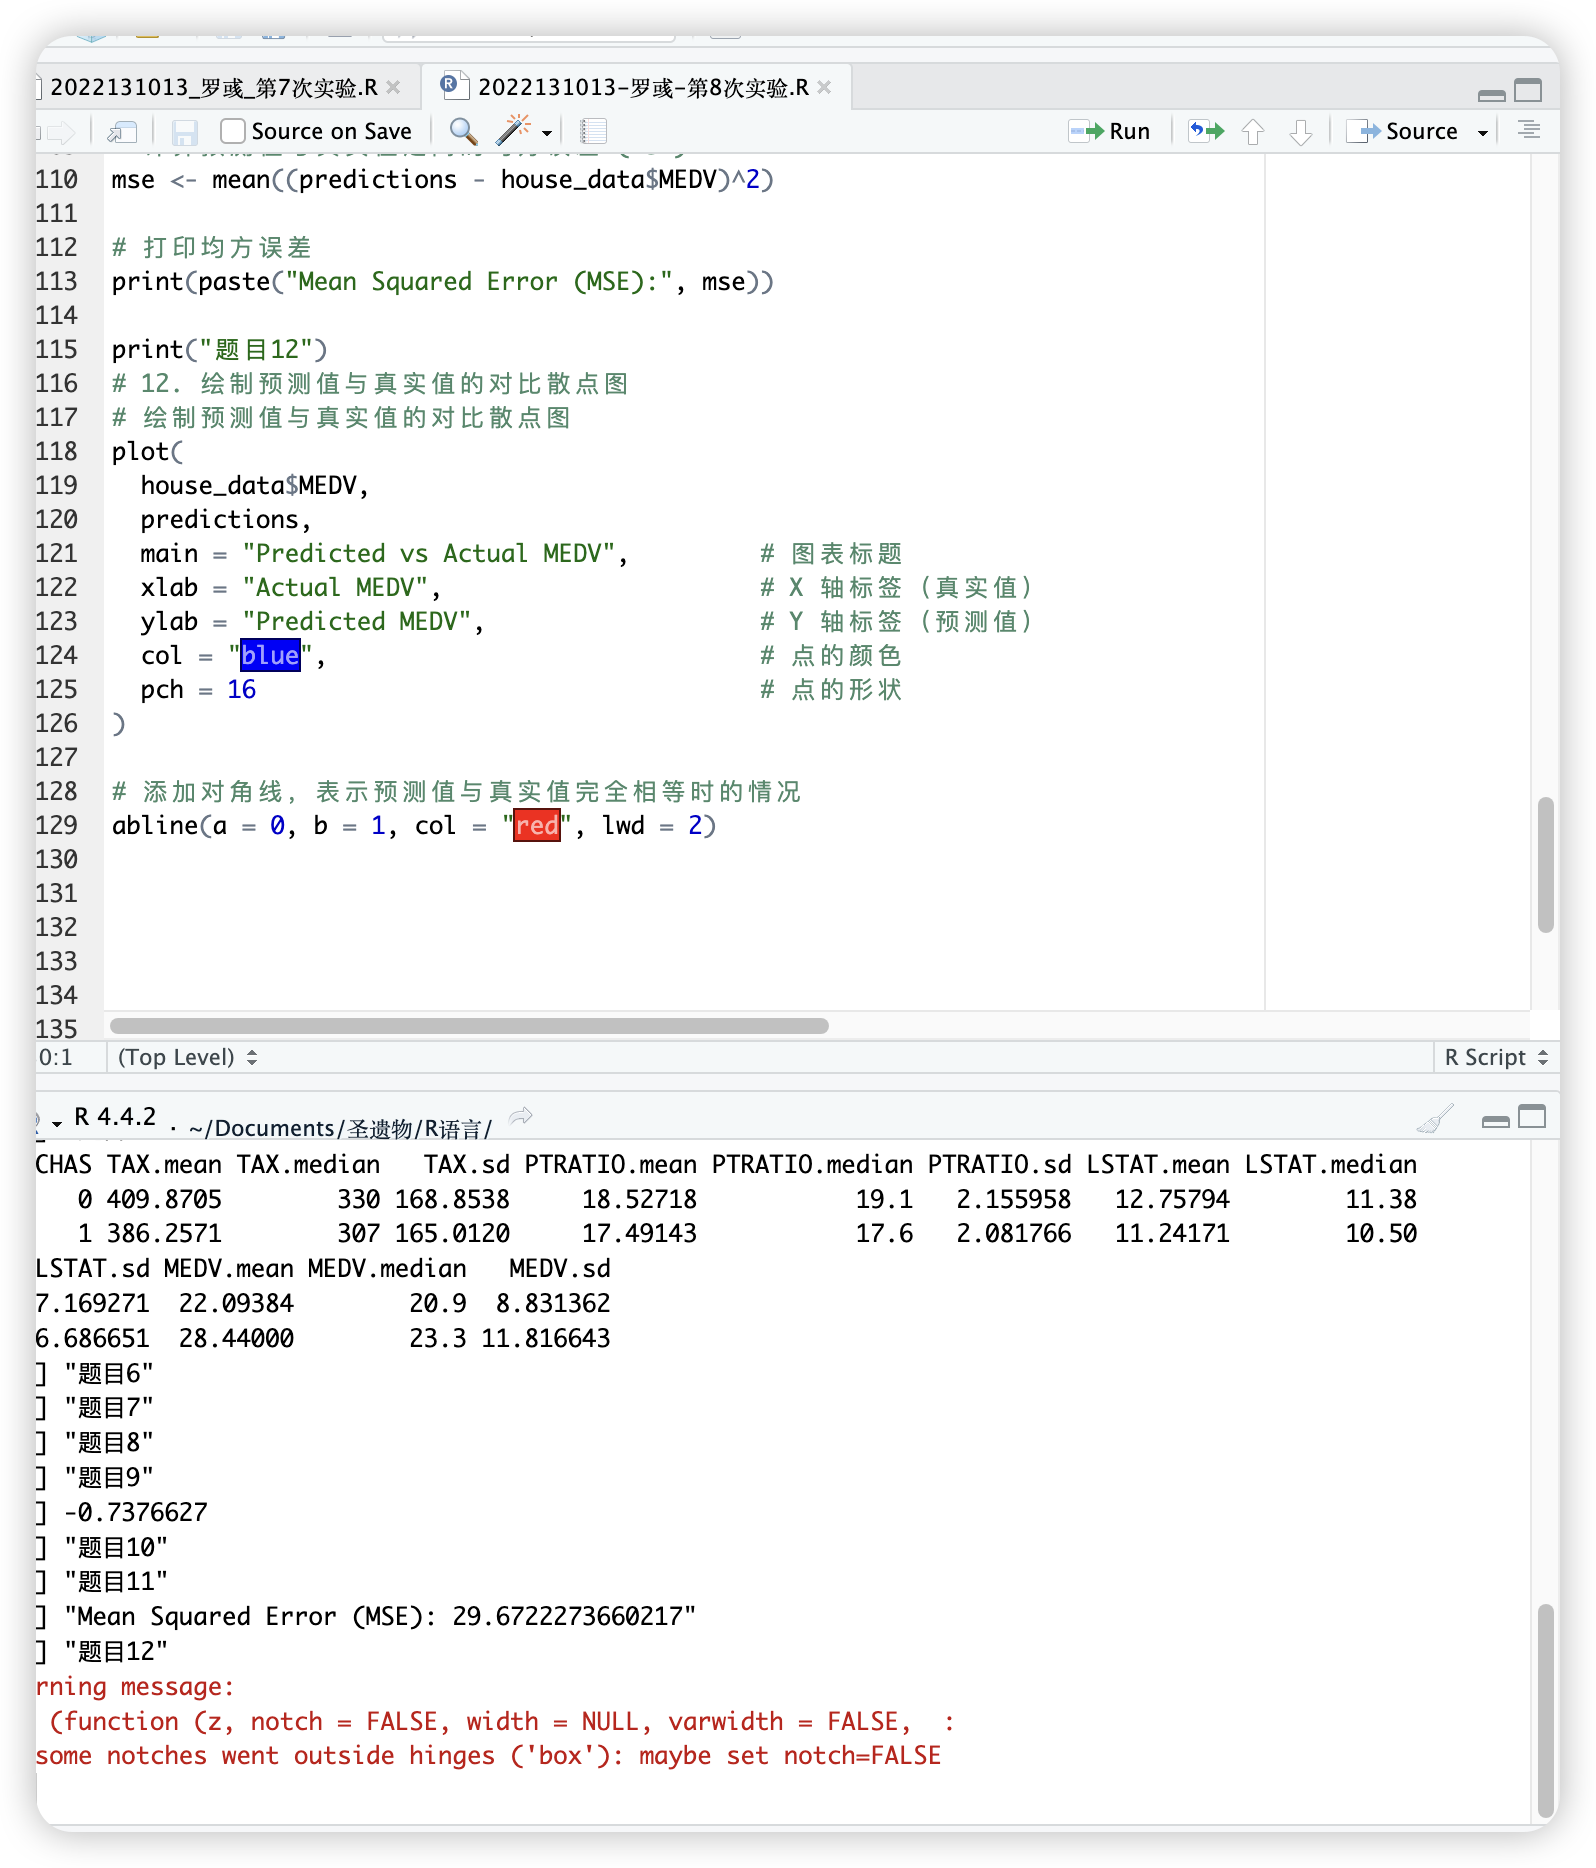 2022131013_罗彧_第7次实验.R
2022131013-罗彧-第8次实验.R
Source on Save
Run
Source
110 mse <- mean((predictions - house_data$MEDV)^2)
111
112 # 打印均方误差
113 print(paste("Mean Squared Error (MSE):", mse))
114
115 print("题目12")
116 # 12. 绘制预测值与真实值的对比散点图
117 # 绘制预测值与真实值的对比散点图
118 plot(
119 house_data$MEDV,
120 predictions,
121 main = "Predicted vs Actual MEDV", # 图表标题
122 xlab = "Actual MEDV", # X 轴标签（真实值）
123 ylab = "Predicted MEDV", # Y 轴标签（预测值）
124 col = "blue", # 点的颜色
125 pch = 16 # 点的形状
126 )
127
128 # 添加对角线，表示预测值与真实值完全相等时的情况
129 abline(a = 0, b = 1, col = "red", lwd = 2)
130
131
132
133
134
135
0:1 (Top Level) R Script
R 4.4.2 · ~/Documents/圣遗物/R语言/
CHAS TAX.mean TAX.median TAX.sd PTRATIO.mean PTRATIO.median PTRATIO.sd LSTAT.mean LSTAT.median
0 409.8705 330 168.8538 18.52718 19.1 2.155958 12.75794 11.38
1 386.2571 307 165.0120 17.49143 17.6 2.081766 11.24171 10.50
LSTAT.sd MEDV.mean MEDV.median MEDV.sd
7.169271 22.09384 20.9 8.831362
6.686651 28.44000 23.3 11.816643
] "题目6"
] "题目7"
] "题目8"
] "题目9"
] -0.7376627
] "题目10"
] "题目11"
] "Mean Squared Error (MSE): 29.6722273660217"
] "题目12"
rning message:
(function (z, notch = FALSE, width = NULL, varwidth = FALSE, :
some notches went outside hinges ('box'): maybe set notch=FALSE